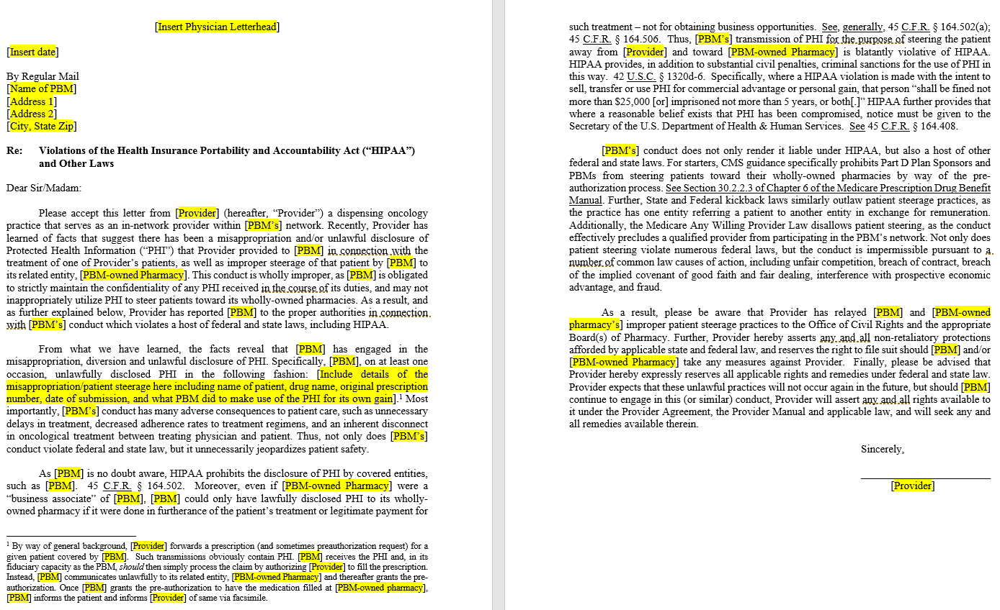 [Insert Physician Letterhead]
[Insert date]
By Regular Mail
[Name of PBM]
[Address 1]
[Address 2]
[City, State Zip]
Re: Violations of the Health Insurance Portability and Accountability Act (“HIPAA”)
and Other Laws
Dear Sir/Madam:
Please accept this letter from [Provider] (hereafter, “Provider”) a dispensing oncology
practice that serves as an in-network provider within [PBM’s] network. Recently, Provider has
learned of facts that suggest there has been a misappropriation and/or unlawful disclosure of
Protected Health Information (“PHI”) that Provider provided to [PBM] in connection with the
treatment of one of Provider’s patients, as well as improper steerage of that patient by [PBM] to
its related entity, [PBM-owned Pharmacy]. This conduct is wholly improper, as [PBM] is obligated
to strictly maintain the confidentiality of any PHI received in the course of its duties, and may not
inappropriately utilize PHI to steer patients toward its wholly-owned pharmacies. As a result, and
as further explained below, Provider has reported [PBM] to the proper authorities in connection
with [PBM’s] conduct which violates a host of federal and state laws, including HIPAA.
From what we have learned, the facts reveal that [PBM] has engaged in the
misappropriation, diversion and unlawful disclosure of PHI. Specifically, [PBM], on at least one
occasion, unlawfully disclosed PHI in the following fashion: [Include details of the
misappropriation/patient steerage here including name of patient, drug name, original prescription
number, date of submission, and what PBM did to make use of the PHI for its own gain].1 Most
importantly, [PBM’s] conduct has many adverse consequences to patient care, such as unnecessary
delays in treatment, decreased adherence rates to treatment regimens, and an inherent disconnect
in oncological treatment between treating physician and patient. Thus, not only does [PBM’s]
conduct violate federal and state law, but it unnecessarily jeopardizes patient safety.
As [PBM] is no doubt aware, HIPAA prohibits the disclosure of PHI by covered entities,
such as [PBM]. 45 C.F.R. § 164.502. Moreover, even if [PBM-owned Pharmacy] were a
“business associate” of [PBM], [PBM] could only have lawfully disclosed PHI to its wholly-
owned pharmacy if it were done in furtherance of the patient’s treatment or legitimate payment for
1 By way of general background, [Provider] forwards a prescription (and sometimes preauthorization request) for a
given patient covered by [PBM]. Such transmissions obviously contain PHI. [PBM] receives the PHI and, in its
fiduciary capacity as the PBM, should then simply process the claim by authorizing [Provider] to fill the prescription.
Instead, [PBM] communicates unlawfully to its related entity, [PBM-owned Pharmacy] and thereafter grants the pre-
authorization. Once [PBM] grants the pre-authorization to have the medication filled at [PBM-owned pharmacy],
[PBM] informs the patient and informs [Provider] of same via facsimile.
such treatment – not for obtaining business opportunities. See, generally, 45 C.F.R. § 164.502(a);
45 C.F.R. § 164.506. Thus, [PBM’s] transmission of PHI for the purpose of steering the patient
away from [Provider] and toward [PBM-owned Pharmacy] is blatantly violative of HIPAA.
HIPAA provides, in addition to substantial civil penalties, criminal sanctions for the use of PHI in
this way. 42 U.S.C. § 1320d-6. Specifically, where a HIPAA violation is made with the intent to
sell, transfer or use PHI for commercial advantage or personal gain, that person “shall be fined not
more than $25,000 [or] imprisoned not more than 5 years, or both[.]” HIPAA further provides that
where a reasonable belief exists that PHI has been compromised, notice must be given to the
Secretary of the U.S. Department of Health & Human Services. See 45 C.F.R. § 164.408.
[PBM’s] conduct does not only render it liable under HIPAA, but also a host of other
federal and state laws. For starters, CMS guidance specifically prohibits Part D Plan Sponsors and
PBMs from steering patients toward their wholly-owned pharmacies by way of the pre-
authorization process. See Section 30.2.2.3 of Chapter 6 of the Medicare Prescription Drug Benefit
Manual. Further, State and Federal kickback laws similarly outlaw patient steerage practices, as
the practice has one entity referring a patient to another entity in exchange for remuneration.
Additionally, the Medicare Any Willing Provider Law disallows patient steering, as the conduct
effectively precludes a qualified provider from participating in the PBM’s network. Not only does
patient steering violate numerous federal laws, but the conduct is impermissible pursuant to a
number of common law causes of action, including unfair competition, breach of contract, breach
of the implied covenant of good faith and fair dealing, interference with prospective economic
advantage, and fraud.
As a result, please be aware that Provider has relayed [PBM] and [PBM-owned
pharmacy’s] improper patient steerage practices to the Office of Civil Rights and the appropriate
Board(s) of Pharmacy. Further, Provider hereby asserts any and all non-retaliatory protections
afforded by applicable state and federal law, and reserves the right to file suit should [PBM] and/or
[PBM-owned Pharmacy] take any measures against Provider. Finally, please be advised that
Provider hereby expressly reserves all applicable rights and remedies under federal and state law.
Provider expects that these unlawful practices will not occur again in the future, but should [PBM]
continue to engage in this (or similar) conduct, Provider will assert any and all rights available to
it under the Provider Agreement, the Provider Manual and applicable law, and will seek any and
all remedies available therein.
Sincerely,
[Provider]